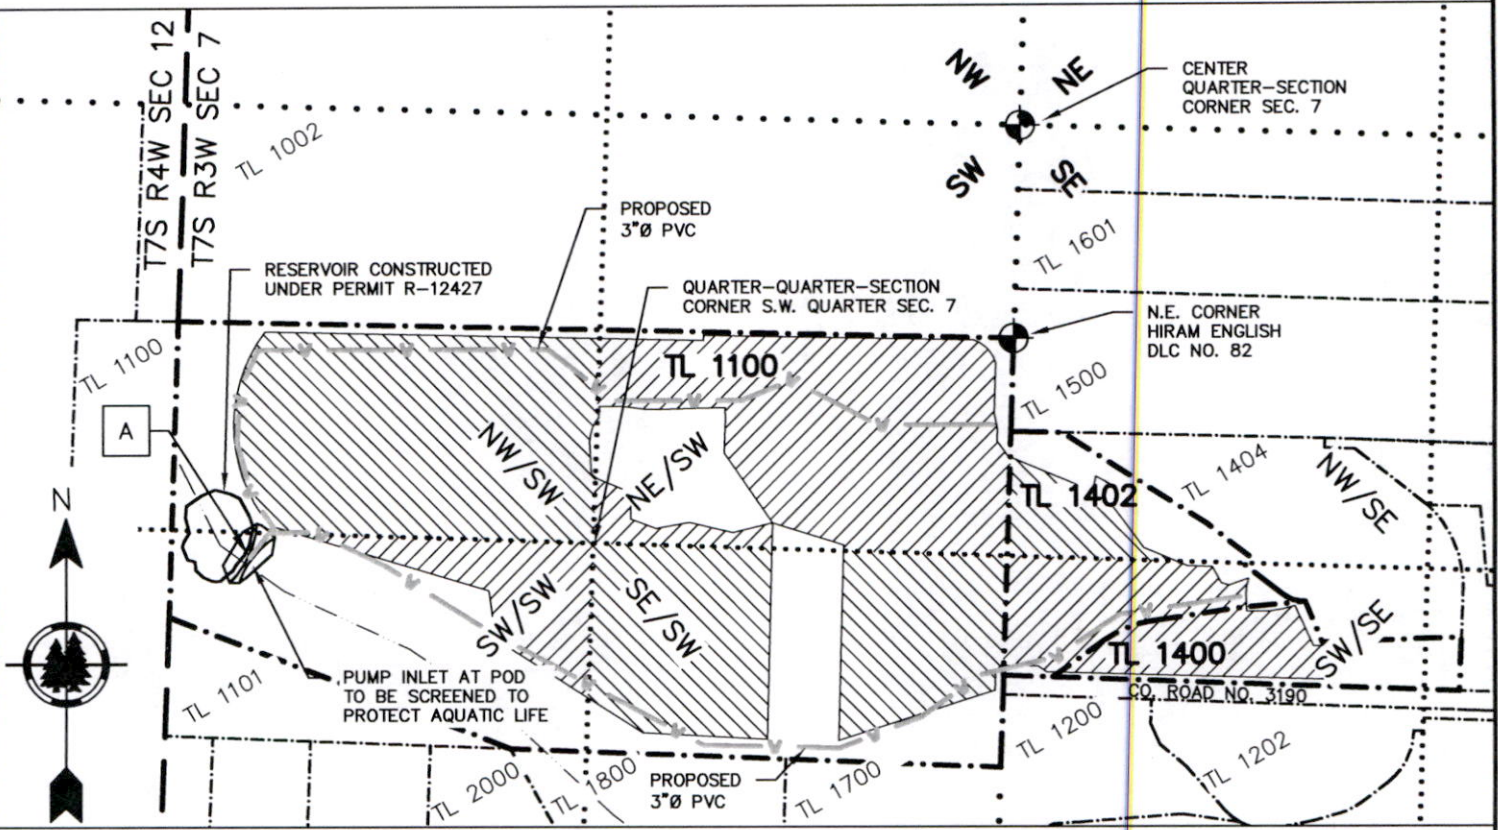 T7S R4W SEC 12
T7S R3W SEC 7
TL 1002
NW
NE
SW
SE
CENTER
QUARTER-SECTION
CORNER SEC. 7
PROPOSED
3"Ø PVC
TL 1601
RESERVOIR CONSTRUCTED
UNDER PERMIT R-12427
QUARTER-QUARTER-SECTION
CORNER S.W. QUARTER SEC. 7
N.E. CORNER
HIRAM ENGLISH
DLC NO. 82
TL 1100
TL 1100
TL 1500
A
NW/SW
NE/SW
TL 1402
TL 1404
NW/SE
N
SW/SW
SE/SW
TL 1400
SW/SE
PUMP INLET AT POD
TO BE SCREENED TO
PROTECT AQUATIC LIFE
TL 1101
CO. ROAD NO. 3190
TL 1200
TL 1202
TL 2000
TL 1800
PROPOSED
3"Ø PVC
TL 1700